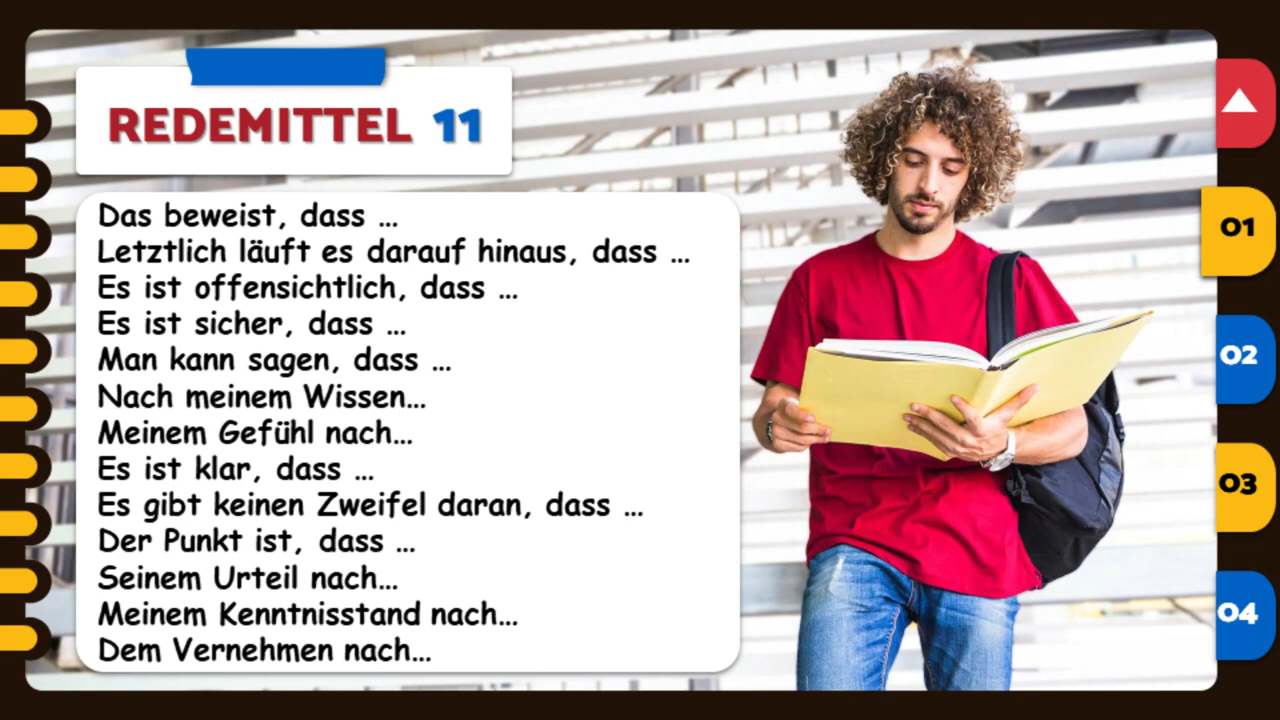 REDEMITTEL 11
Das beweist, dass ...
Letztlich läuft es darauf hinaus, dass ...
Es ist offensichtlich, dass ...
Es ist sicher, dass ...
Man kann sagen, dass ...
Nach meinem Wissen...
Meinem Gefühl nach...
Es ist klar, dass ...
Es gibt keinen Zweifel daran, dass ...
Der Punkt ist, dass ...
Seinem Urteil nach...
Meinem Kenntnisstand nach...
Dem Vernehmen nach...
01
02
03
04